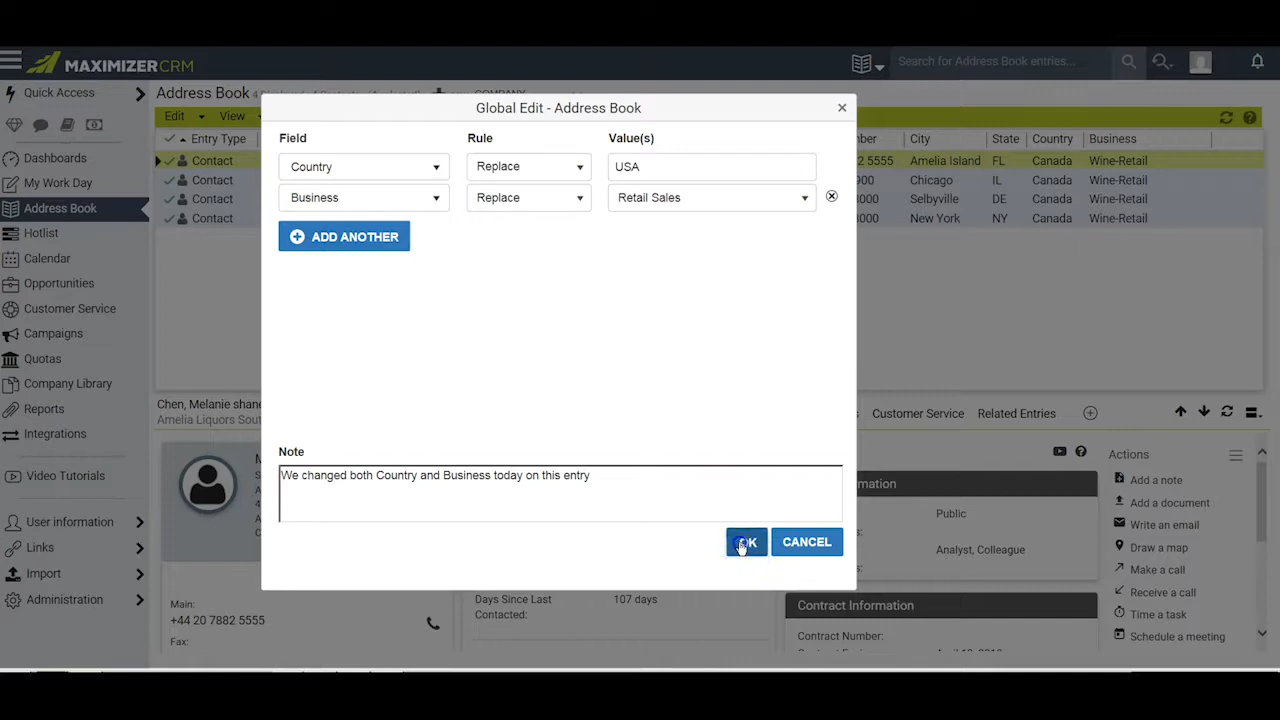 MAXIMIZERCRM
Search for Address Book entries...
Quick Access
Dashboards
My Work Day
Address Book
Hotlist
Calendar
Opportunities
Customer Service
Campaigns
Quotas
Company Library
Reports
Integrations
Video Tutorials
User information
Links
Import
Administration
Address Book
Edit View
Entry Type
City State Country Business
Contact 5555 Amelia Island FL Canada Wine-Retail
Contact Chicago IL Canada Wine-Retail
Contact Selbyville DE Canada Wine-Retail
Contact New York NY Canada Wine-Retail
Global Edit - Address Book
Field Rule Value(s)
Country Replace USA
Business Replace Retail Sales
ADD ANOTHER
Note
We changed both Country and Business today on this entry
OK CANCEL
Chen, Melanie
Amelia Liquors
Customer Service Related Entries
Main:
+44 20 7882 5555
Fax:
Days Since Last
Contacted:
107 days
Public
Analyst, Colleague
Contract Information
Contract Number:
Actions
Add a note
Add a document
Write an email
Draw a map
Make a call
Receive a call
Time a task
Schedule a meeting